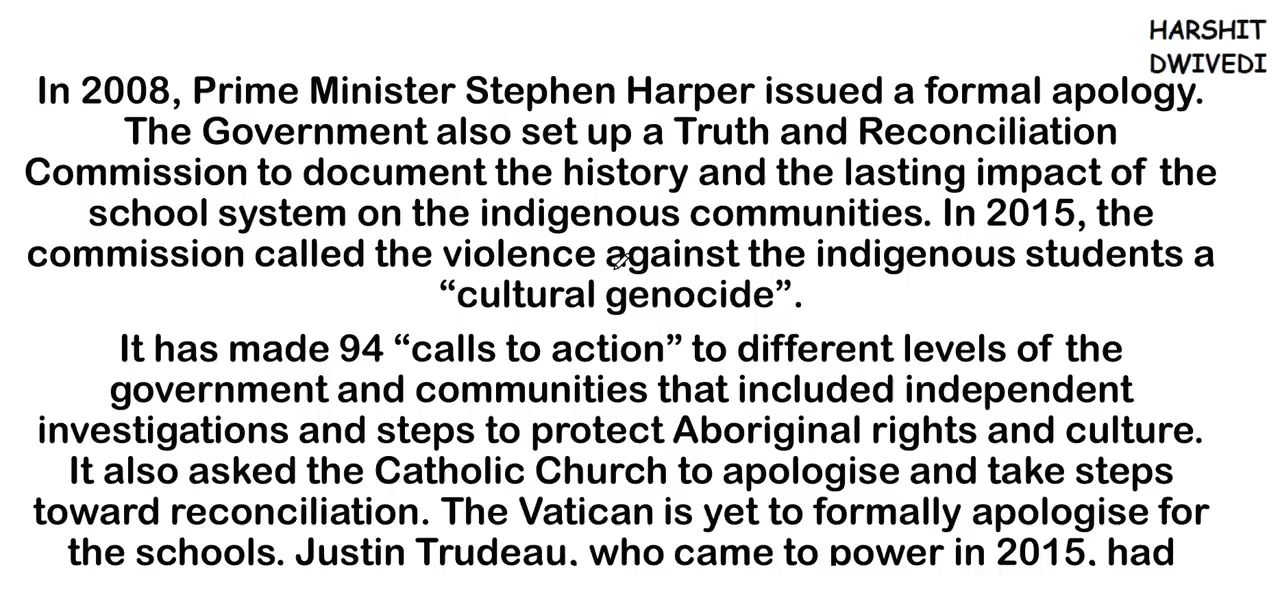 HARSHIT
DWIVEDI
In 2008, Prime Minister Stephen Harper issued a formal apology.
The Government also set up a Truth and Reconciliation
Commission to document the history and the lasting impact of the
school system on the indigenous communities. In 2015, the
commission called the violence against the indigenous students a
“cultural genocide”.
It has made 94 “calls to action” to different levels of the
government and communities that included independent
investigations and steps to protect Aboriginal rights and culture.
It also asked the Catholic Church to apologise and take steps
toward reconciliation. The Vatican is yet to formally apologise for
the schools. Justin Trudeau, who came to power in 2015, had